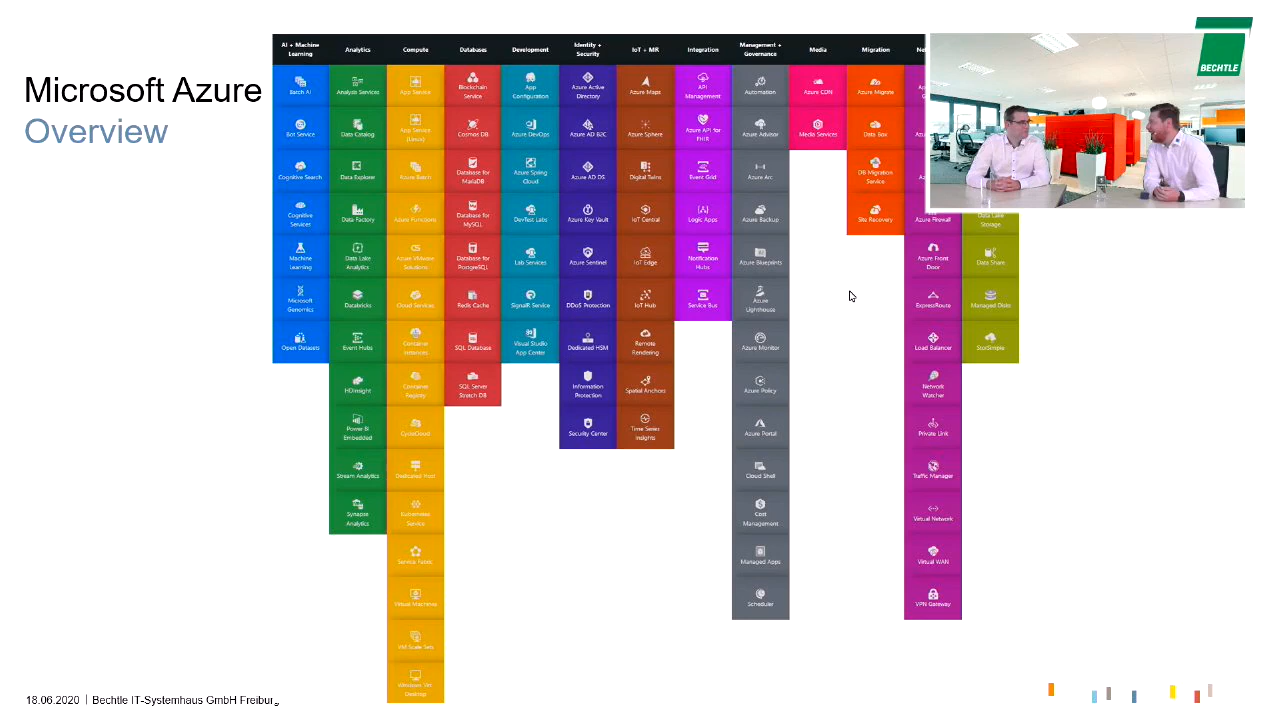 Microsoft Azure
Overview
BECHTLE
AI + Machine
Learning
Batch AI
Bot Service
Cognitive Search
Cognitive
Services
Machine
Learning
Microsoft
Genomics
Open Datasets
Analytics
Analysis Services
Data Catalog
Data Explorer
Data Factory
Data Lake
Analytics
Databricks
Event Hubs
HDInsight
Power BI
Embedded
Stream Analytics
Synapse
Analytics
Compute
App Service
App Service
(Linux)
Azure Batch
Azure Functions
Azure VMware
Solutions
Cloud Services
Container
Instances
Container
Registry
CycleCloud
Dedicated Host
Kubernetes
Service
Service Fabric
Virtual Machines
VM Scale Sets
Windows Virt
Desktop
Databases
Blockchain
Service
Cosmos DB
Database for
MariaDB
Database for
MySQL
Database for
PostgreSQL
Redis Cache
SQL Database
SQL Server
Stretch DB
Development
App
Configuration
Azure DevOps
Azure Spring
Cloud
DevTest Labs
Lab Services
SignalR Service
Visual Studio
App Center
Identity +
Security
Azure Active
Directory
Azure AD B2C
Azure AD DS
Azure Key Vault
Azure Sentinel
DDoS Protection
Dedicated HSM
Information
Protection
Security Center
IoT + MR
Azure Maps
Azure Sphere
Digital Twins
IoT Central
IoT Edge
IoT Hub
Remote
Rendering
Spatial Anchors
Time Series
Insights
Integration
API
Management
Azure API for
FHIR
Event Grid
Logic Apps
Notification
Hubs
Service Bus
Management +
Governance
Automation
Azure Advisor
Azure Arc
Azure Backup
Azure Blueprints
Azure
Lighthouse
Azure Monitor
Azure Policy
Azure Portal
Cloud Shell
Cost
Management
Managed Apps
Scheduler
Media
Azure CDN
Media Services
Migration
Azure Migrate
Data Box
DB Migration
Service
Site Recovery
Azure Firewall
Azure Front
Door
ExpressRoute
Load Balancer
Network
Watcher
Private Link
Traffic Manager
Virtual Network
Virtual WAN
VPN Gateway
Data Lake
Storage
Data Share
Managed Disks
StorSimple
18.06.2020 | Bechtle IT-Systemhaus GmbH Freiburg